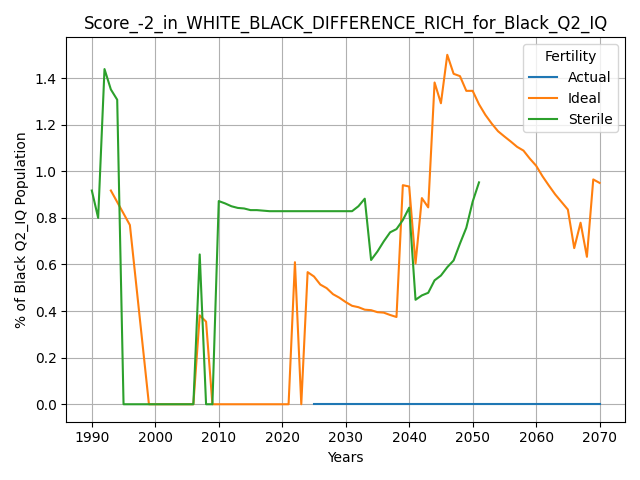 Score_-2_in_WHITE_BLACK_DIFFERENCE_RICH_for_Black_Q2_IQ
Fertility
Actual
Ideal
Sterile
% of Black Q2_IQ Population
1.4
1.2
1.0
0.8
0.6
0.4
0.2
0.0
1990 2000 2010 2020 2030 2040 2050 2060 2070
Years